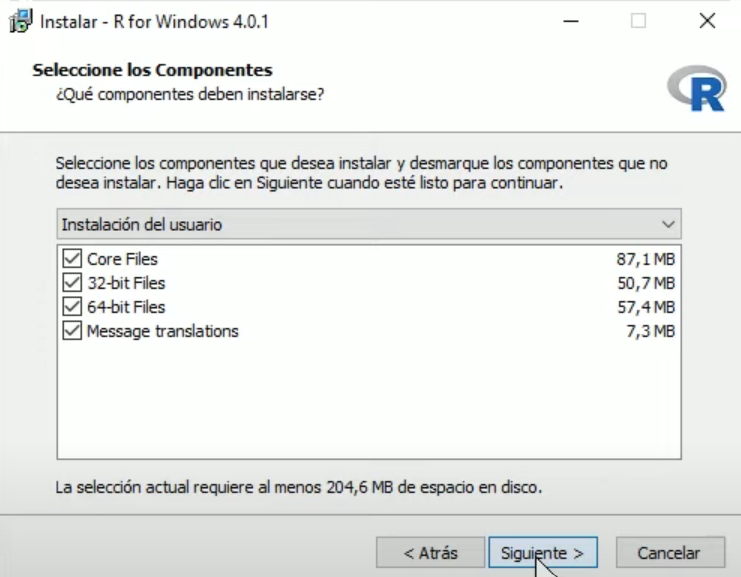 Instalar - R for Windows 4.0.1
Seleccione los Componentes
¿Qué componentes deben instalarse?
R
Seleccione los componentes que desea instalar y desmarque los componentes que no
desea instalar. Haga clic en Siguiente cuando esté listo para continuar.
Instalación del usuario
Core Files 87,1 MB
32-bit Files 50,7 MB
64-bit Files 57,4 MB
Message translations 7,3 MB
La selección actual requiere al menos 204,6 MB de espacio en disco.
< Atrás Siguiente > Cancelar